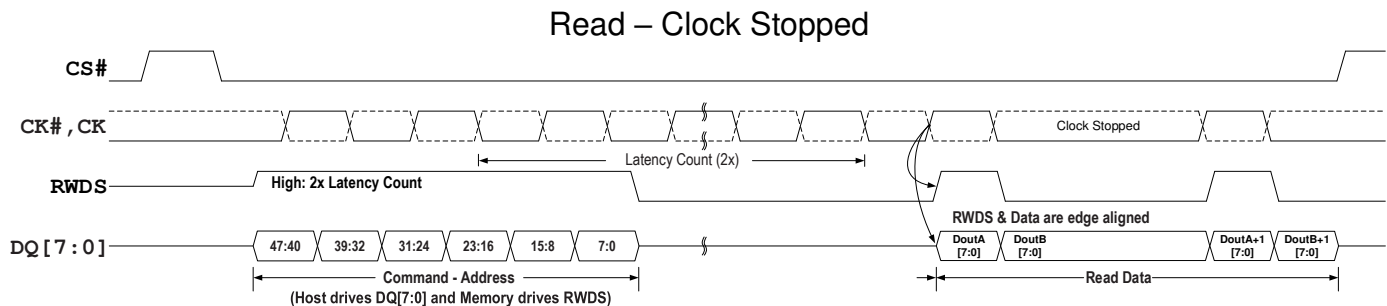 Read – Clock Stopped
CS#
CK#,CK
Clock Stopped
Latency Count (2x)
RWDS
High: 2x Latency Count
RWDS & Data are edge aligned
DQ[7:0]
47:40 39:32 31:24 23:16 15:8 7:0
DoutA DoutB DoutA+1 DoutB+1
[7:0] [7:0] [7:0] [7:0]
Command - Address Read Data
(Host drives DQ[7:0] and Memory drives RWDS)